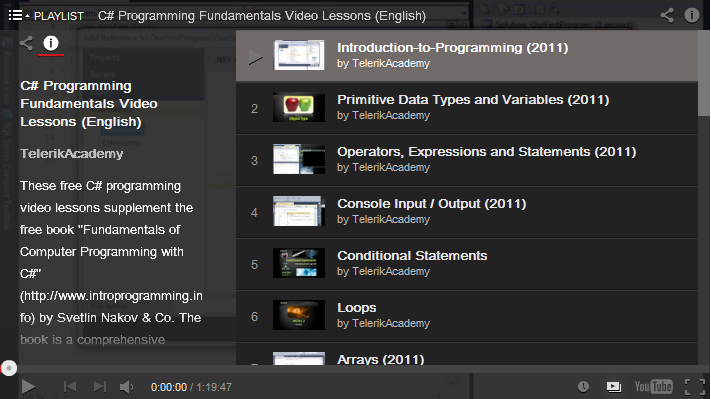 PLAYLIST C# Programming Fundamentals Video Lessons (English)
C# Programming
Fundamentals Video
Lessons (English)
TelerikAcademy
These free C# programming
video lessons supplement the
free book "Fundamentals of
Computer Programming with
C#"
(http://www.introprogramming.in
fo) by Svetlin Nakov & Co. The
book is a comprehensive
Introduction-to-Programming (2011)
by TelerikAcademy
2 Primitive Data Types and Variables (2011)
by TelerikAcademy
3 Operators, Expressions and Statements (2011)
by TelerikAcademy
4 Console Input / Output (2011)
by TelerikAcademy
5 Conditional Statements
by TelerikAcademy
6 Loops
by TelerikAcademy
7 Arrays (2011)
0:00:00 / 1:19:47
YouTube